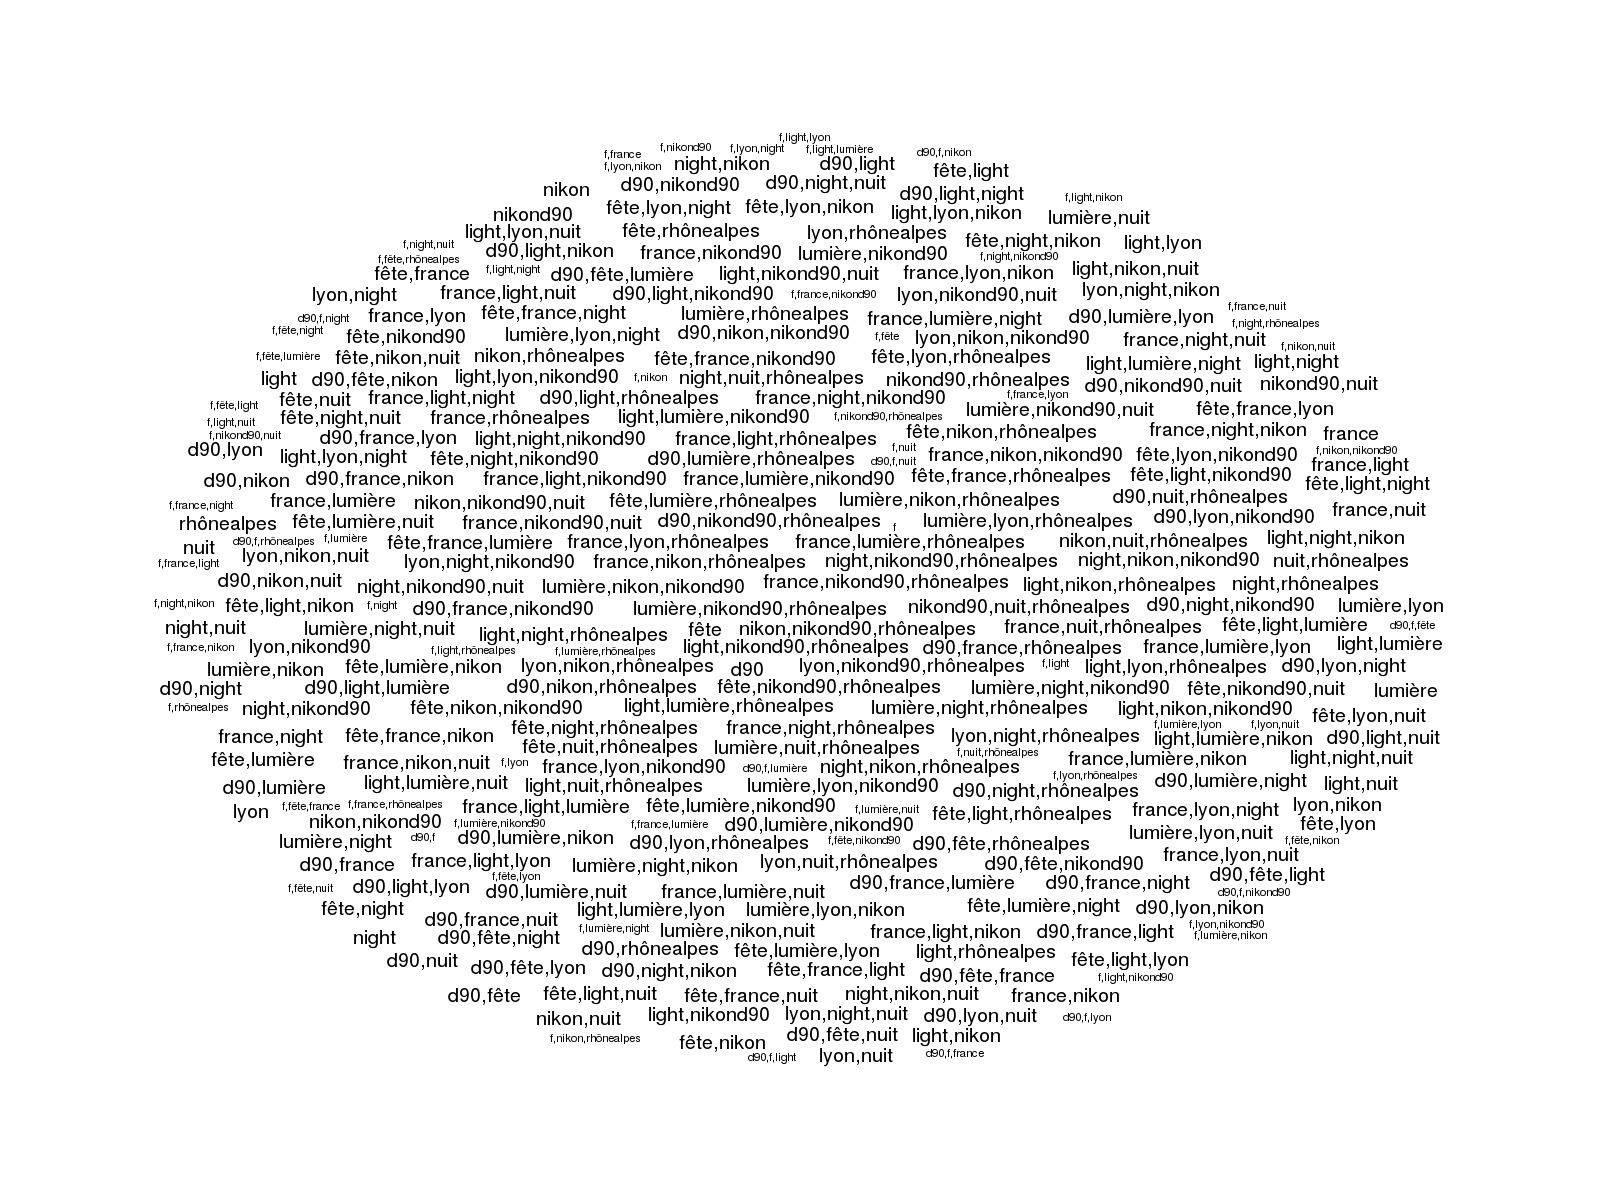 f,light,lyon
f,france f,nikond90 f,lyon,night f,light,lumière d90,f,nikon
f,lyon,nikon night,nikon d90,light fête,light
nikon d90,nikond90 d90,night,nuit d90,light,night f,light,nikon
nikond90 fête,lyon,night fête,lyon,nikon light,lyon,nikon lumière,nuit
light,lyon,nuit fête,rhônealpes lyon,rhônealpes fête,night,nikon light,lyon
f,night,nuit d90,light,nikon france,nikond90 lumière,nikond90 f,night,nikond90
f,fête,rhônealpes
fête,france f,light,night d90,fête,lumière light,nikond90,nuit france,lyon,nikon light,nikon,nuit
lyon,night france,light,nuit d90,light,nikond90 f,france,nikond90 lyon,nikond90,nuit lyon,night,nikon
d90,f,night france,lyon fête,france,night lumière,rhônealpes france,lumière,night d90,lumière,lyon f,france,nuit
f,fête,night fête,nikond90 lumière,lyon,night d90,nikon,nikond90 f,fête lyon,nikon,nikond90 france,night,nuit f,night,rhônealpes
f,fête,lumière fête,nikon,nuit nikon,rhônealpes fête,france,nikond90 fête,lyon,rhônealpes light,lumière,night light,night f,nikon,nuit
light d90,fête,nikon light,lyon,nikond90 f,nikon night,nuit,rhônealpes nikond90,rhônealpes d90,nikond90,nuit nikond90,nuit
f,fête,light fête,nuit france,light,night d90,light,rhônealpes france,night,nikond90 f,france,lyon
f,light,nuit fête,night,nuit france,rhônealpes light,lumière,nikond90 f,nikond90,rhônealpes lumière,nikond90,nuit fête,france,lyon
f,nikond90,nuit d90,france,lyon light,night,nikond90 france,light,rhônealpes fête,nikon,rhônealpes france,night,nikon france
d90,lyon light,lyon,night fête,night,nikond90 d90,lumière,rhônealpes f,nuit d90,f,nuit france,nikon,nikond90 fête,lyon,nikond90 f,nikon,nikond90
france,light
d90,nikon d90,france,nikon france,light,nikond90 france,lumière,nikond90 fête,france,rhônealpes fête,light,nikond90 fête,light,night
f,france,night france,lumière nikon,nikond90,nuit fête,lumière,rhônealpes lumière,nikon,rhônealpes d90,nuit,rhônealpes france,nuit
rhônealpes fête,lumière,nuit france,nikond90,nuit d90,nikond90,rhônealpes f lumière,lyon,rhônealpes d90,lyon,nikond90
nuit d90,f,rhônealpes f,lumière fête,france,lumière france,lyon,rhônealpes france,lumière,rhônealpes nikon,nuit,rhônealpes light,night,nikon
f,france,light lyon,nikon,nuit lyon,night,nikond90 france,nikon,rhônealpes night,nikond90,rhônealpes night,nikon,nikond90 nuit,rhônealpes
d90,nikon,nuit night,nikond90,nuit lumière,nikon,nikond90 france,nikond90,rhônealpes light,nikon,rhônealpes night,rhônealpes
f,night,nikon fête,light,nikon f,night d90,france,nikond90 lumière,nikond90,rhônealpes nikond90,nuit,rhônealpes d90,night,nikond90 lumière,lyon
night,nuit lumière,night,nuit light,night,rhônealpes fête nikon,nikond90,rhônealpes france,nuit,rhônealpes fête,light,lumière d90,f,fête
f,france,nikon lyon,nikond90 f,light,rhônealpes f,lumière,rhônealpes light,nikond90,rhônealpes d90,france,rhônealpes france,lumière,lyon light,lumière
lumière,nikon fête,lumière,nikon lyon,nikon,rhônealpes d90 lyon,nikond90,rhônealpes f,light light,lyon,rhônealpes d90,lyon,night
d90,night d90,light,lumière d90,nikon,rhônealpes fête,nikond90,rhônealpes lumière,night,nikond90 fête,nikond90,nuit lumière
f,rhônealpes night,nikond90 fête,nikon,nikond90 light,lumière,rhônealpes lumière,night,rhônealpes light,nikon,nikond90 fête,lyon,nuit
france,night fête,france,nikon fête,night,rhônealpes france,night,rhônealpes lyon,night,rhônealpes f,lumière,lyon f,lyon,nuit
light,lumière,nikon d90,light,nuit
fête,lumière france,nikon,nuit f,lyon fête,nuit,rhônealpes lumière,nuit,rhônealpes f,nuit,rhônealpes france,lumière,nikon light,night,nuit
france,lyon,nikond90 d90,f,lumière night,nikon,rhônealpes f,lyon,rhônealpes
d90,lumière light,lumière,nuit light,nuit,rhônealpes lumière,lyon,nikond90 d90,night,rhônealpes d90,lumière,night light,nuit
lyon f,fête,france f,france,rhônealpes france,light,lumière fête,lumière,nikond90 f,lumière,nuit fête,light,rhônealpes france,lyon,night lyon,nikon
nikon,nikond90 f,lumière,nikond90 f,france,lumière d90,lumière,nikond90 fête,lyon
lumière,night d90,f d90,lumière,nikon d90,lyon,rhônealpes f,fête,nikond90 d90,fête,rhônealpes lumière,lyon,nuit f,fête,nikon
d90,france france,light,lyon lumière,night,nikon lyon,nuit,rhônealpes d90,fête,nikond90 france,lyon,nuit
f,fête,nuit d90,light,lyon f,fête,lyon d90,lumière,nuit france,lumière,nuit d90,france,lumière d90,france,night d90,fête,light
d90,f,nikond90
fête,night d90,france,nuit light,lumière,lyon lumière,lyon,nikon fête,lumière,night d90,lyon,nikon
night d90,fête,night f,lumière,night lumière,nikon,nuit france,light,nikon d90,france,light f,lyon,nikond90
f,lumière,nikon
d90,nuit d90,fête,lyon d90,rhônealpes fête,lumière,lyon light,rhônealpes fête,light,lyon
d90,night,nikon fête,france,light d90,fête,france f,light,nikond90
d90,fête fête,light,nuit fête,france,nuit night,nikon,nuit france,nikon
nikon,nuit light,nikond90 lyon,night,nuit d90,lyon,nuit d90,f,lyon
f,nikon,rhônealpes fête,nikon d90,fête,nuit light,nikon
d90,f,light lyon,nuit d90,f,france